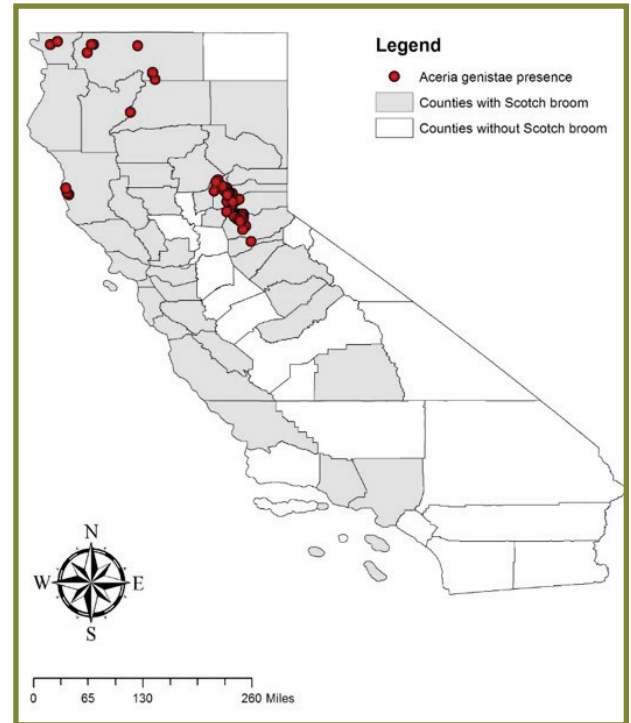 Legend
Aceria genistae presence
Counties with Scotch broom
Counties without Scotch broom
N
W E
S
0 65 130 260 Miles